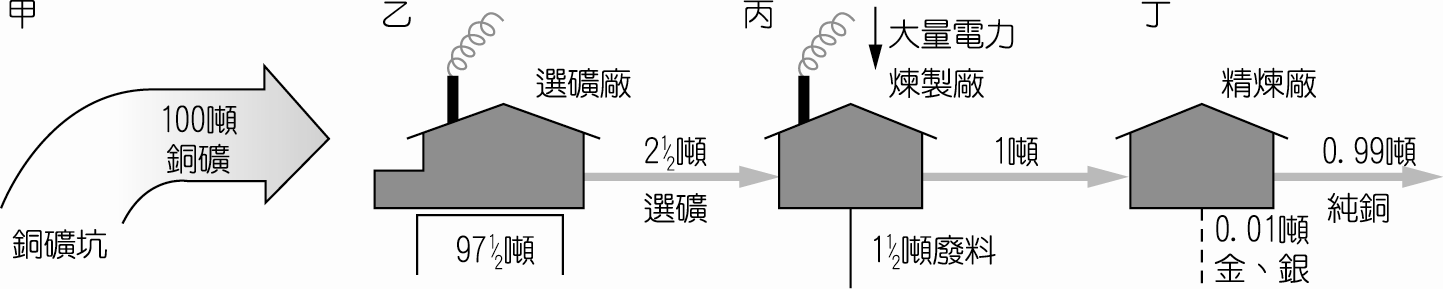 甲
100噸
銅礦
銅礦坑
乙
選礦廠
97½噸
2½噸
選礦
丙
大量電力
煉製廠
1½噸廢料
1噸
丁
精煉廠
0.99噸
純銅
0.01噸
金、銀